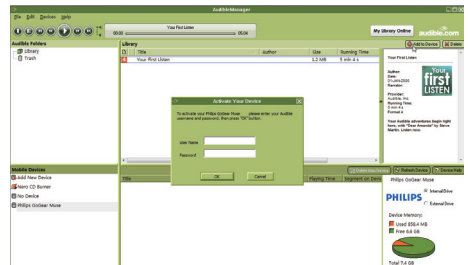 AudibleManager
File Edit Devices Help
Your First Listen
00:00
05:04
My Library Online
audible.com
Audible Folders
Library
Add to Device
Delete
Library
Trash
Title
Author
Size
Running Time
Your First Listen
1.2 MB
5 min 4 s
Your First Listen
Author:
Date:
Narrator:
Your
first
LISTEN
Provider:
Audible, Inc.
Running Time:
5 min 4 s
Format 4
Your Audible adventures begin right
here, with "Dear Amanda" by Steve
Martin. Listen now.
Activate Your Device
To activate your Philips GoGear Muse please enter your Audible
username and password, then press "OK" button.
User Name
Password
OK
Cancel
Mobile Devices
Add New Device
Nero CD Burner
No Device
Philips GoGear Muse
Title
Playing Time
Refresh Device
Device Help
Philips GoGear Muse
PHILIPS
Internal Drive
External Drive
Device Memory:
Used 858.4 MB
Free 6.6 GB
Total 7.4 GB